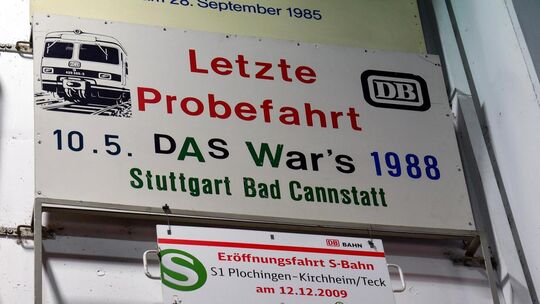 28. September 1985
Letzte
DB
Probefahrt
10.5. DAS War's 1988
Stuttgart Bad Cannstatt
DB BAHN
Eröffnungsfahrt S-Bahn
S
S1 Plochingen-Kirchheim/Teck
am 12.12.2009